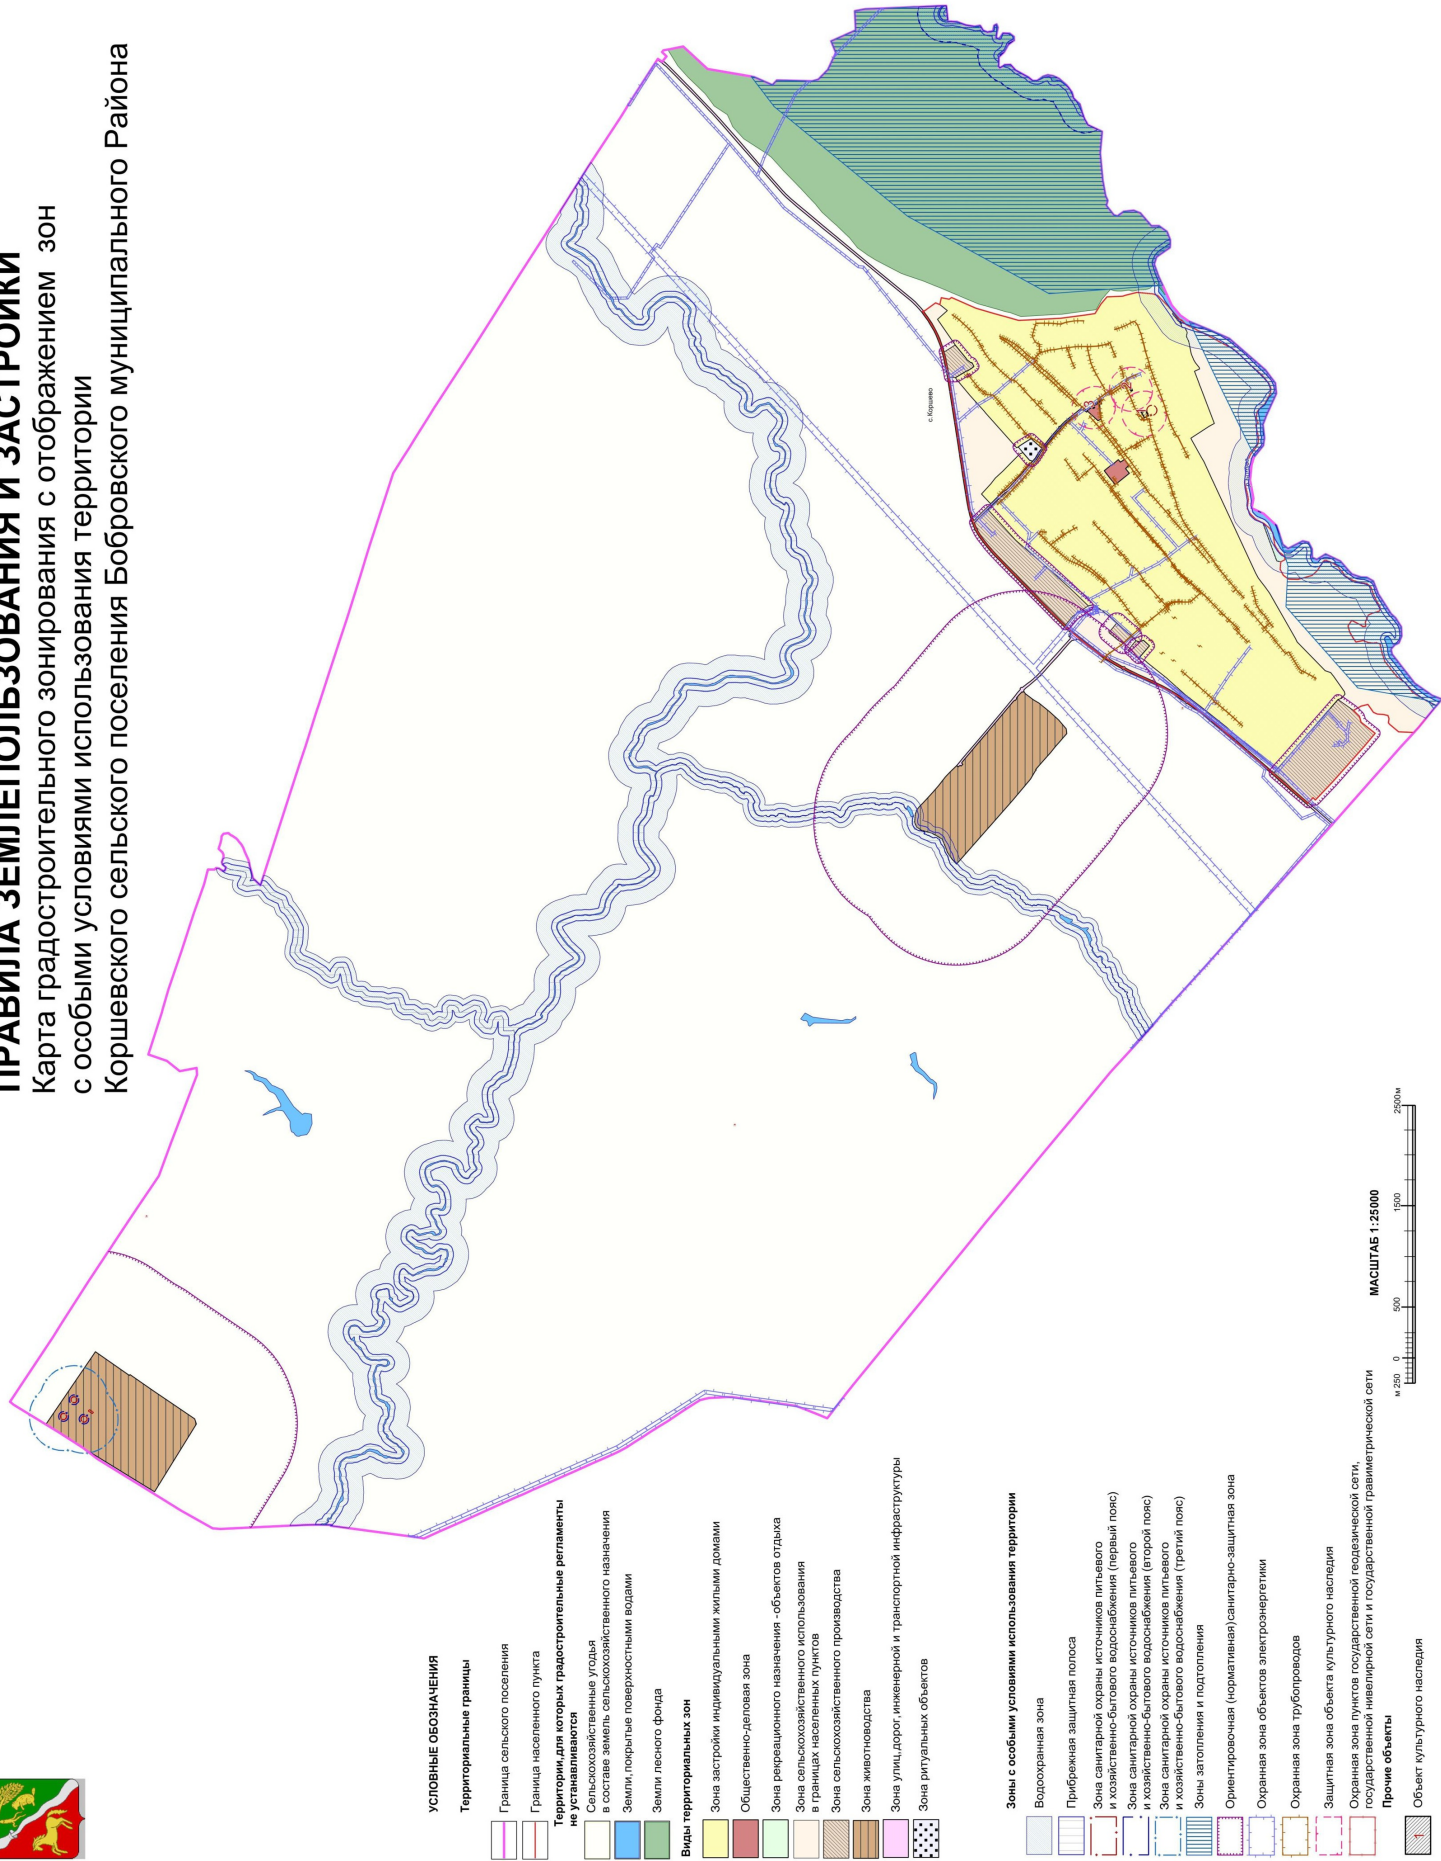 ПРАВИЛА ЗЕМЛЕПОЛЬЗОВАНИЯ И ЗАСТРОЙКИ
Карта градостроительного зонирования с отображением зон
с особыми условиями использования территории
Коршевского сельского поселения Бобровского муниципального Района
с.Коршево
УСЛОВНЫЕ ОБОЗНАЧЕНИЯ
Территориальные границы
Граница сельского поселения
Граница населенного пункта
Территории, для которых градостроительные регламенты
не устанавливаются
Сельскохозяйственные угодья
в составе земель сельскохозяйственного назначения
Земли, покрытые поверхностными водами
Земли лесного фонда
Виды территориальных зон
Зона застройки индивидуальными жилыми домами
Общественно-деловая зона
Зона рекреационного назначения -объектов отдыха
Зона сельскохозяйственного использования
в границах населенных пунктов
Зона сельскохозяйственного производства
Зона животноводства
Зона улиц, дорог, инженерной и транспортной инфраструктуры
Зона ритуальных объектов
Зоны с особыми условиями использования территории
Водоохранная зона
Прибрежная защитная полоса
Зона санитарной охраны источников питьевого
и хозяйственно-бытового водоснабжения (первый пояс)
Зона санитарной охраны источников питьевого
и хозяйственно-бытового водоснабжения (второй пояс)
Зона санитарной охраны источников питьевого
и хозяйственно-бытового водоснабжения (третий пояс)
Зоны затопления и подтопления
Ориентировочная (нормативная) санитарно-защитная зона
Охранная зона объектов электроэнергетики
Охранная зона трубопроводов
Защитная зона объекта культурного наследия
Охранная зона пунктов государственной геодезической сети,
государственной нивелирной сети и государственной гравиметрической сети
Прочие объекты
1
Объект культурного наследия
МАСШТАБ 1:25000
м 250 0 500 1500 2500м